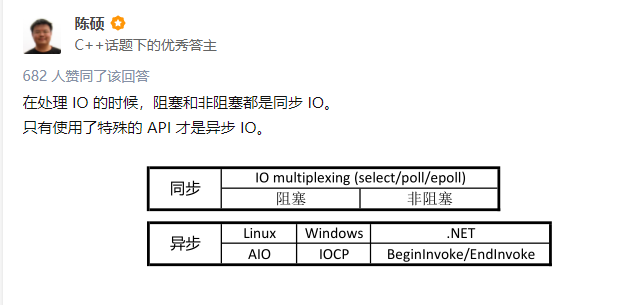 陈硕
C++话题下的优秀答主
682 人赞同了该回答
在处理 IO 的时候，阻塞和非阻塞都是同步 IO。
只有使用了特殊的 API 才是异步 IO。
同步
IO multiplexing (select/poll/epoll)
阻塞 非阻塞
异步
Linux Windows .NET
AIO IOCP BeginInvoke/EndInvoke